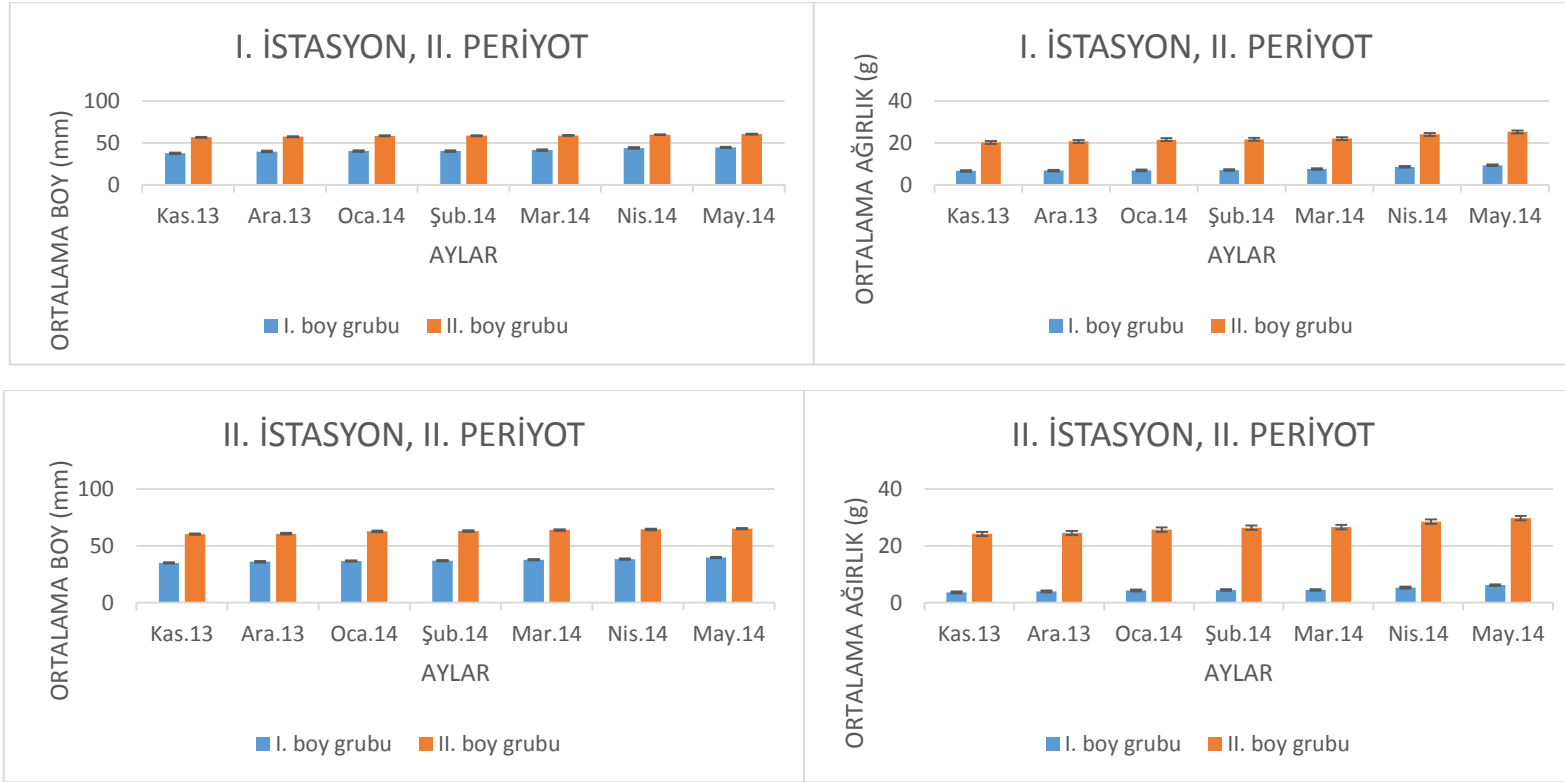 I. İSTASYON, II. PERİYOT
ORTALAMA BOY (mm)
100
50
0
Kas.13 Ara.13 Oca.14 Şub.14 Mar.14 Nis.14 May.14
AYLAR
I. boy grubu II. boy grubu
I. İSTASYON, II. PERİYOT
ORTALAMA AĞIRLIK (g)
40
20
0
Kas.13 Ara.13 Oca.14 Şub.14 Mar.14 Nis.14 May.14
AYLAR
I. boy grubu II. boy grubu
II. İSTASYON, II. PERİYOT
ORTALAMA BOY (mm)
100
50
0
Kas.13 Ara.13 Oca.14 Şub.14 Mar.14 Nis.14 May.14
AYLAR
I. boy grubu II. boy grubu
II. İSTASYON, II. PERİYOT
ORTALAMA AĞIRLIK (g)
40
20
0
Kas.13 Ara.13 Oca.14 Şub.14 Mar.14 Nis.14 May.14
AYLAR
I. boy grubu II. boy grubu